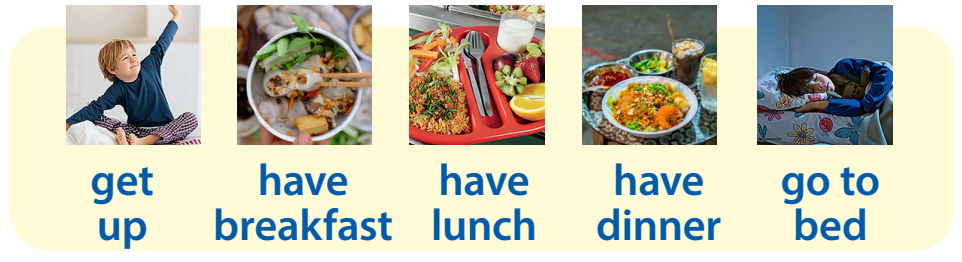 get
up
have
breakfast
have
lunch
have
dinner
go to
bed